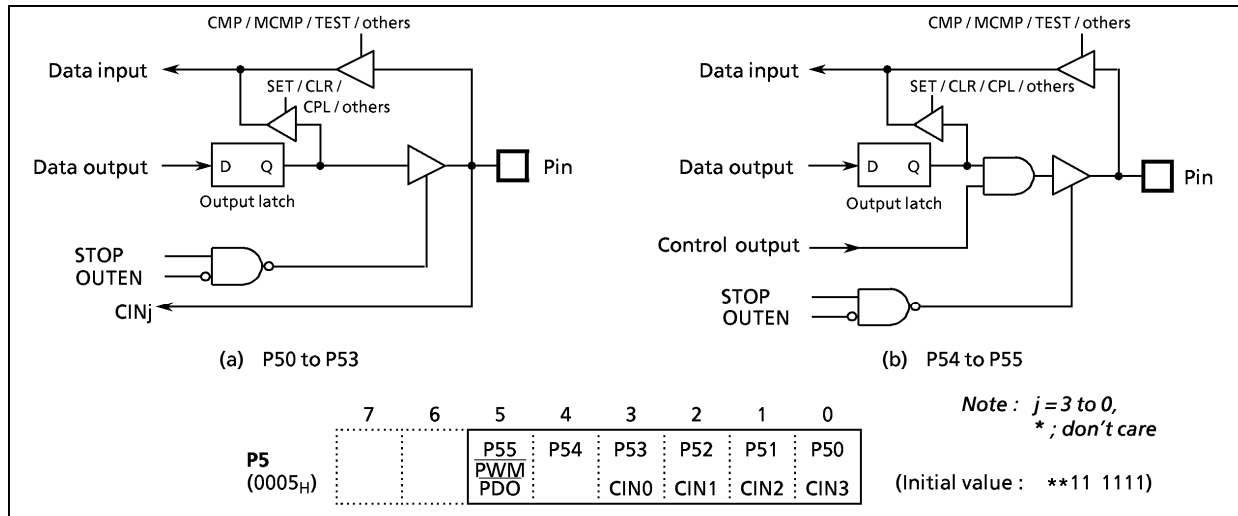 CMP / MCMP / TEST / others
Data input
SET / CLR /
CPL / others
Data output
D Q
Output latch
Pin
STOP
OUTEN
CINj
(a) P50 to P53
CMP / MCMP / TEST / others
Data input
SET / CLR / CPL / others
Data output
D Q
Output latch
Pin
Control output
STOP
OUTEN
(b) P54 to P55
Note : j = 3 to 0,
* ; don't care
7 6 5 4 3 2 1 0
P5
(0005H)
P55 P54 P53 P52 P51 P50
PWM
PDO CIN0 CIN1 CIN2 CIN3
(Initial value : **11 1111)